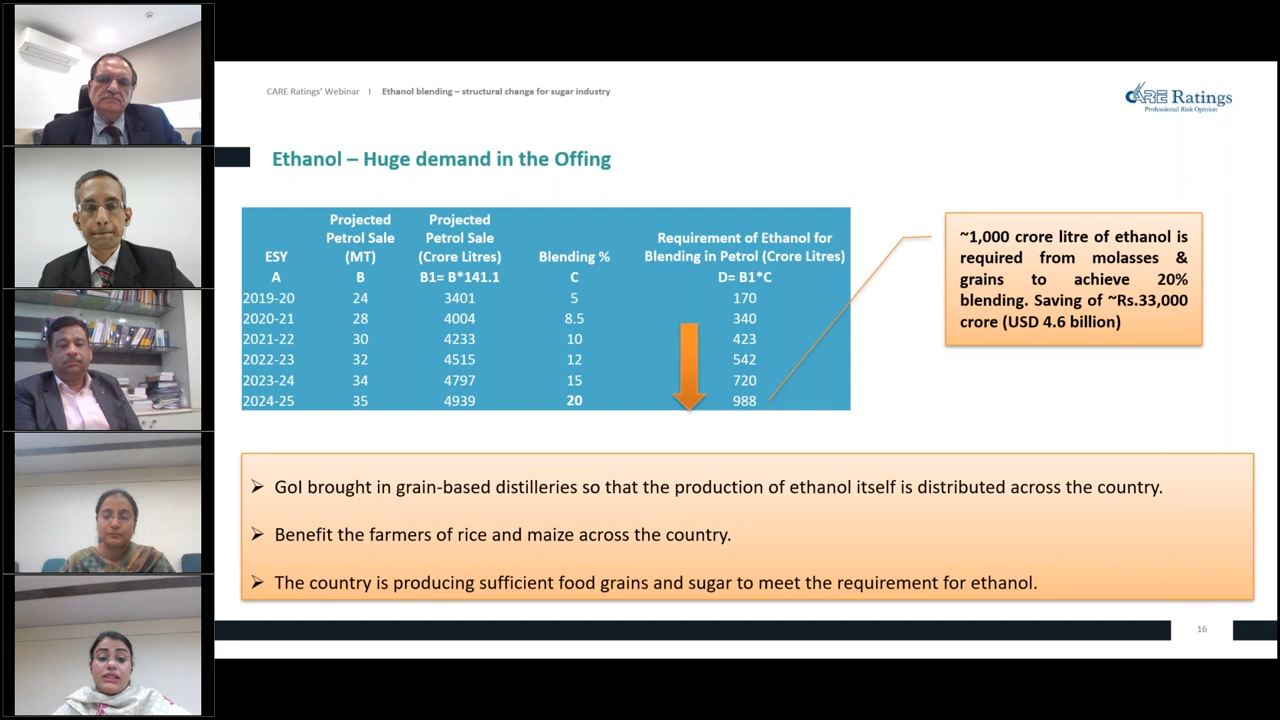 CARE Ratings' Webinar I Ethanol blending – structural change for sugar industry
CARE Ratings
Professional Risk Opinion
Ethanol – Huge demand in the Offing
ESY Projected Petrol Sale (MT) Projected Petrol Sale (Crore Litres) Blending % Requirement of Ethanol for Blending in Petrol (Crore Litres)
A B B1= B*141.1 C D= B1*C
2019-20 24 3401 5 170
2020-21 28 4004 8.5 340
2021-22 30 4233 10 423
2022-23 32 4515 12 542
2023-24 34 4797 15 720
2024-25 35 4939 20 988
~1,000 crore litre of ethanol is
required from molasses &
grains to achieve 20%
blending. Saving of ~Rs.33,000
crore (USD 4.6 billion)
➢ GoI brought in grain-based distilleries so that the production of ethanol itself is distributed across the country.
➢ Benefit the farmers of rice and maize across the country.
➢ The country is producing sufficient food grains and sugar to meet the requirement for ethanol.
16